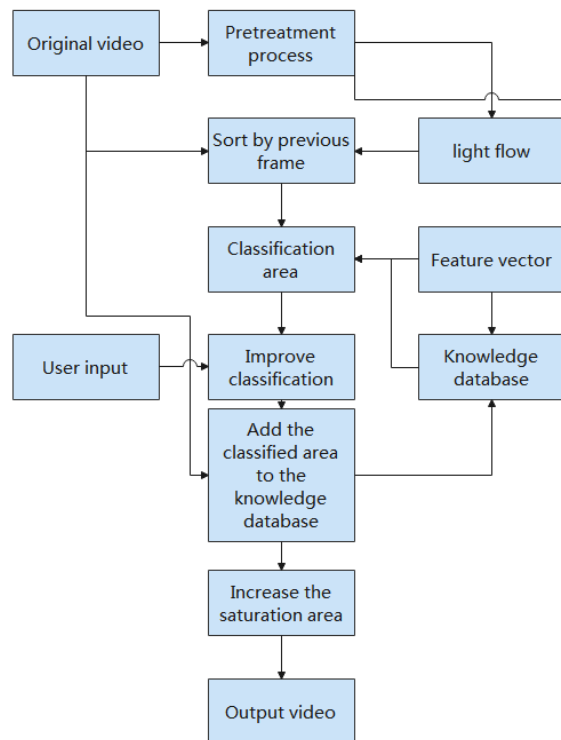 Original video
Pretreatment
process
Sort by previous
frame
light flow
Classification
area
Feature vector
User input
Improve
classification
Knowledge
database
Add the
classified area
to the
knowledge
database
Increase the
saturation area
Output video